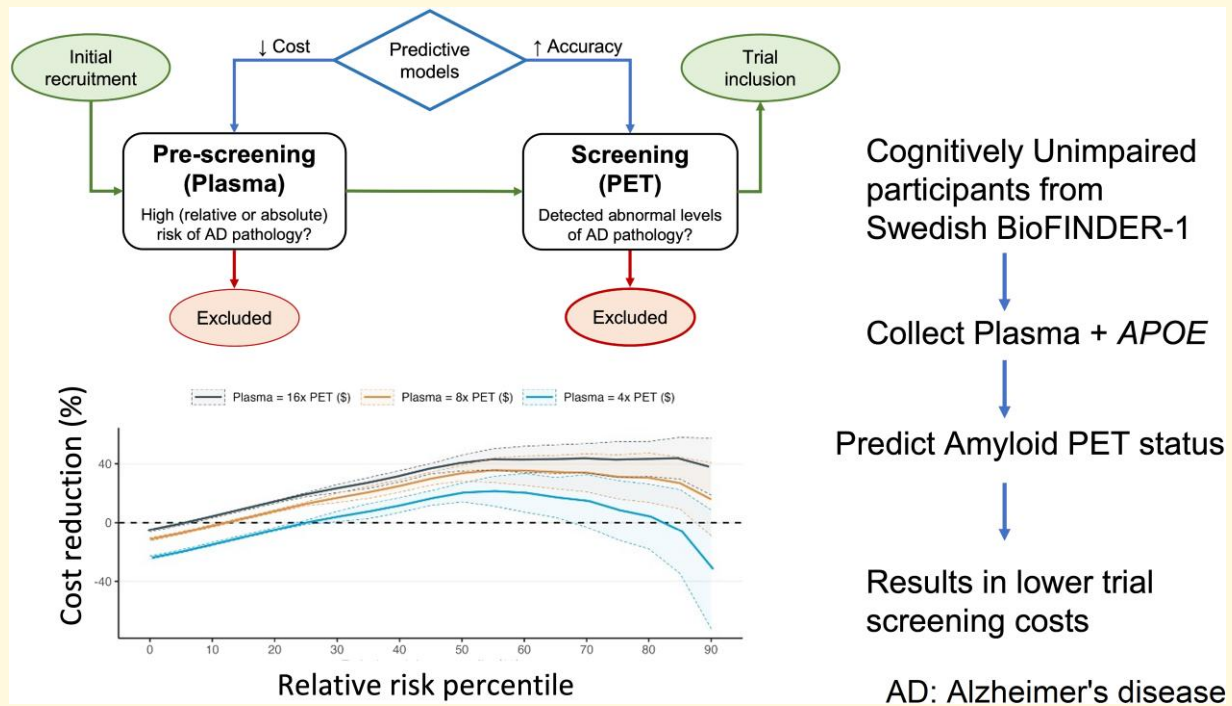 Initial
recruitment
↓ Cost
Predictive
models
↑ Accuracy
Trial
inclusion
Pre-screening
(Plasma)
High (relative or absolute)
risk of AD pathology?
Screening
(PET)
Detected abnormal levels
of AD pathology?
Excluded
Excluded
Plasma = 16x PET ($)
Plasma = 8x PET ($)
Plasma = 4x PET ($)
Cost reduction (%)
40
0
-40
0 10 20 30 40 50 60 70 80 90
Relative risk percentile
Cognitively Unimpaired
participants from
Swedish BioFINDER-1
Collect Plasma + APOE
Predict Amyloid PET status
Results in lower trial
screening costs
AD: Alzheimer's disease